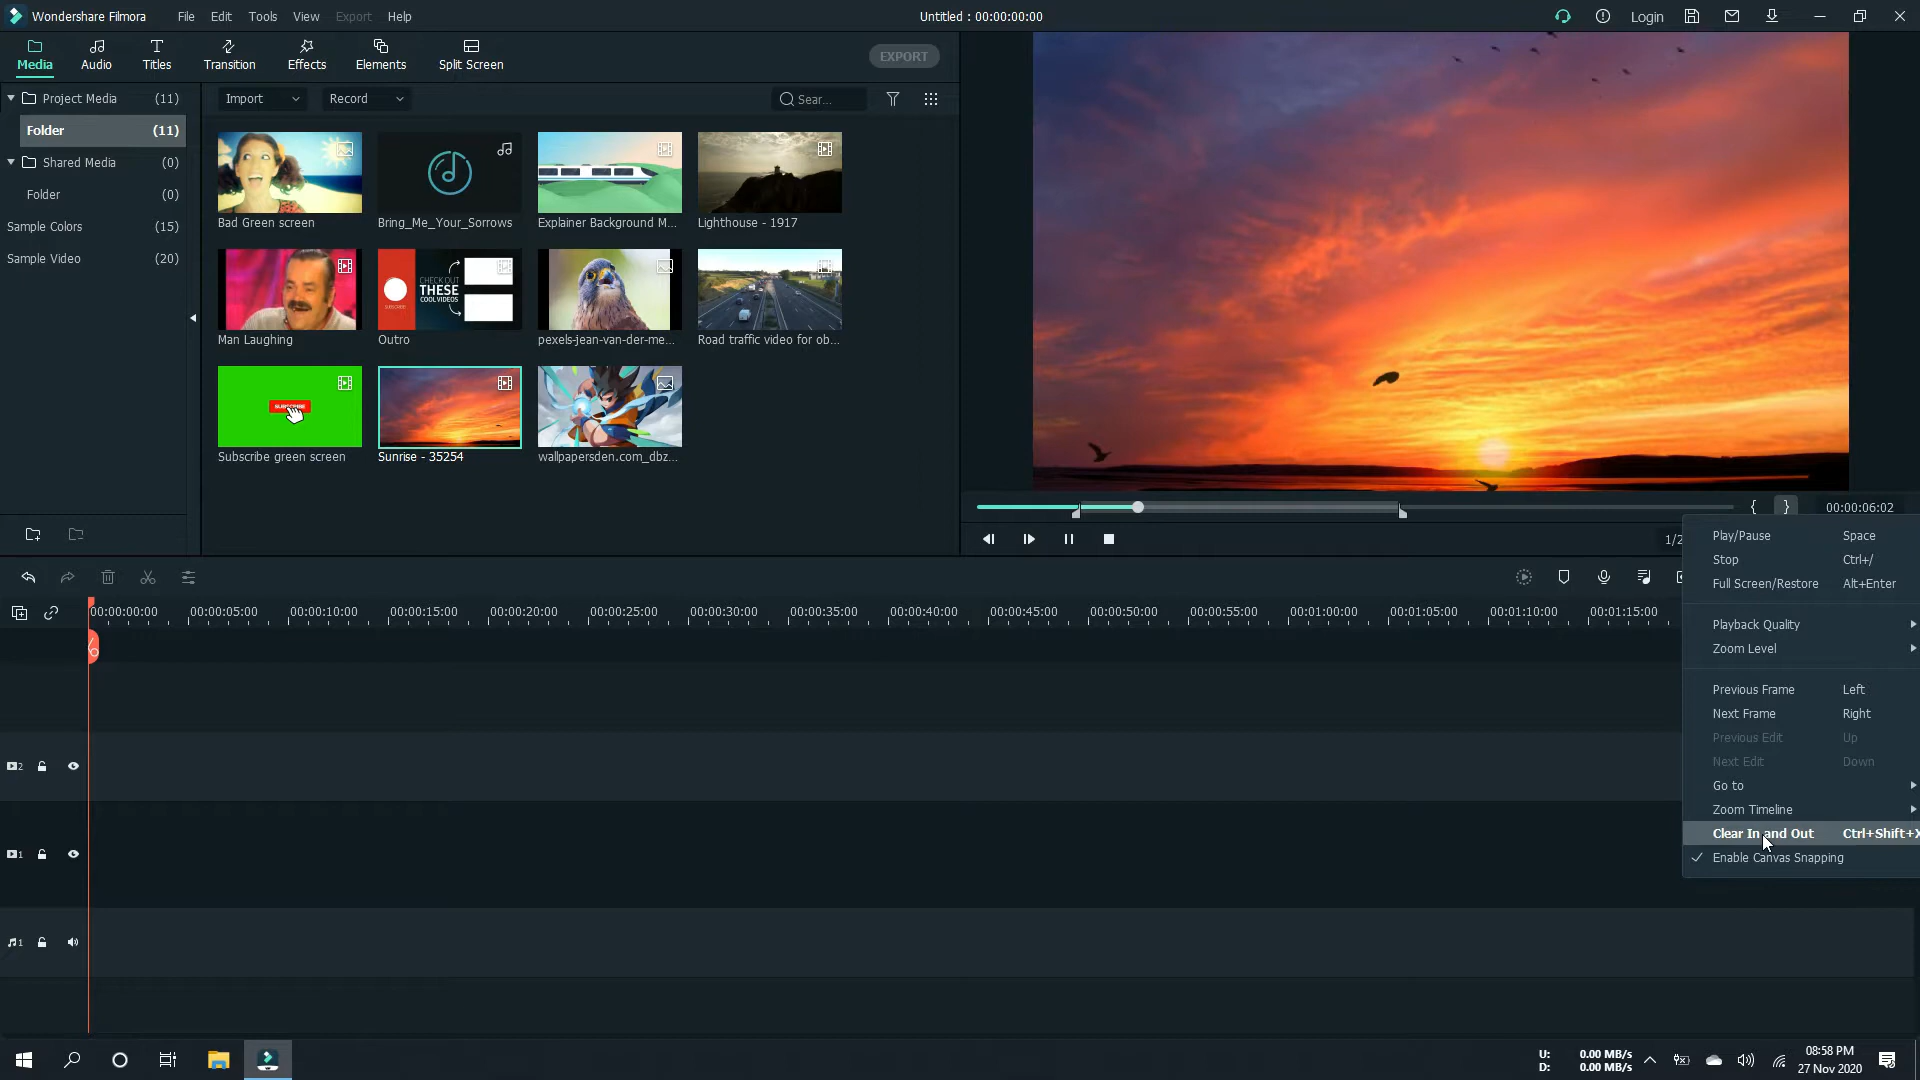 Wondershare Filmora
File Edit Tools View Export Help
Untitled : 00:00:00:00
Login
Media Audio Titles Transition Effects Elements Split Screen
EXPORT
Project Media (11)
Folder (11)
Shared Media (0)
Folder (0)
Sample Colors (15)
Sample Video (20)
Import
Record
Sear...
Bad Green screen
Bring_Me_Your_Sorrows
Explainer Background M...
Lighthouse - 1917
SUBSCRIBE
CHECK OUT
THESE
COOL VIDEOS
Man Laughing
Outro
pexels-jean-van-der-me...
Road traffic video for ob...
SUBSCRIBE
Subscribe green screen
Sunrise - 35254
wallpapersden.com_dbz...
{ } 00:00:06:02
1/2
Play/Pause Space
Stop Ctrl+/
Full Screen/Restore Alt+Enter
Playback Quality
Zoom Level
Previous Frame Left
Next Frame Right
Previous Edit Up
Next Edit Down
Go to
Zoom Timeline
Clear In and Out Ctrl+Shift+X
Enable Canvas Snapping
00:00:00:00 00:00:05:00 00:00:10:00 00:00:15:00 00:00:20:00 00:00:25:00 00:00:30:00 00:00:35:00 00:00:40:00 00:00:45:00 00:00:50:00 00:00:55:00 00:01:00:00 00:01:05:00 00:01:10:00 00:01:15:00
2
1
1
U: 0.00 MB/s
D: 0.00 MB/s
08:58 PM
27 Nov 2020